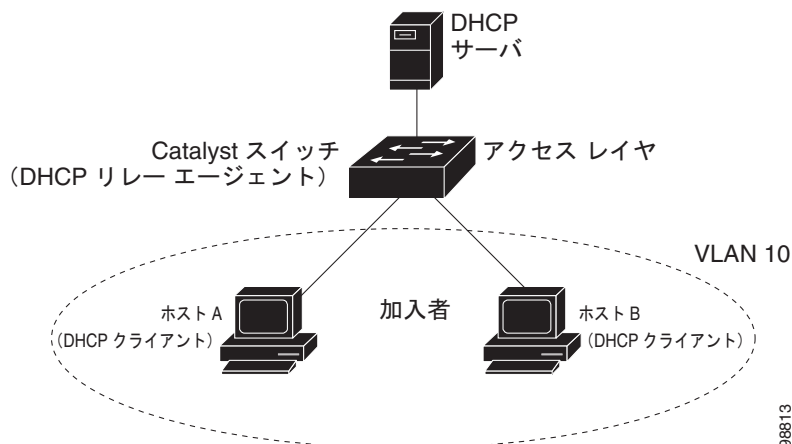 DHCP
サーバ
Catalyst スイッチ
(DHCP リレー エージェント)
アクセス レイヤ
VLAN 10
ホスト A
(DHCP クライアント)
加入者
ホスト B
(DHCP クライアント)
98813